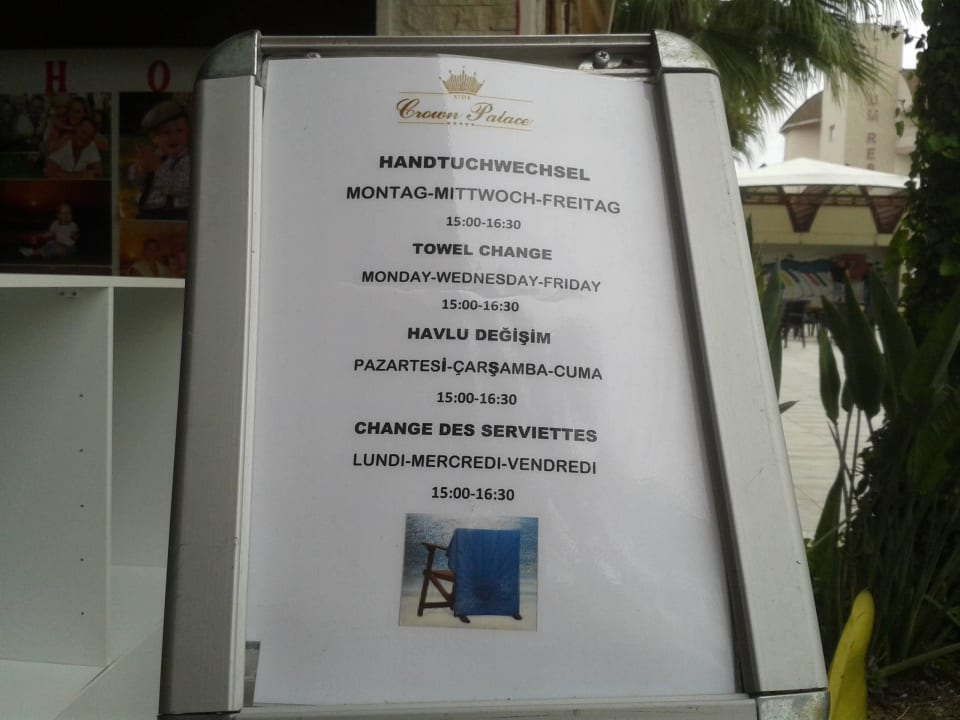 H O
SIDE
Crown Palace
HANDTUCHWECHSEL
MONTAG-MITTWOCH-FREITAG
15:00-16:30
TOWEL CHANGE
MONDAY-WEDNESDAY-FRIDAY
15:00-16:30
HAVLU DEĞİŞİM
PAZARTESİ-ÇARŞAMBA-CUMA
15:00-16:30
CHANGE DES SERVIETTES
LUNDI-MERCREDI-VENDREDI
15:00-16:30